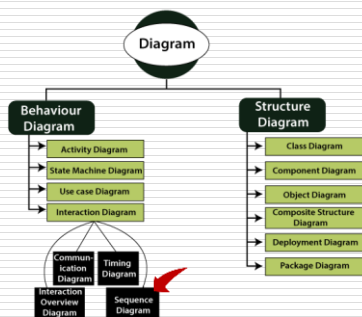 Diagram
Behaviour
Diagram
Structure
Diagram
Activity Diagram
State Machine Diagram
Use case Diagram
Interaction Diagram
Class Diagram
Component Diagram
Object Diagram
Composite Structure
Diagram
Deployment Diagram
Package Diagram
Commun-
ication
Diagram
Timing
Diagram
Interaction
Overview
Diagram
Sequence
Diagram